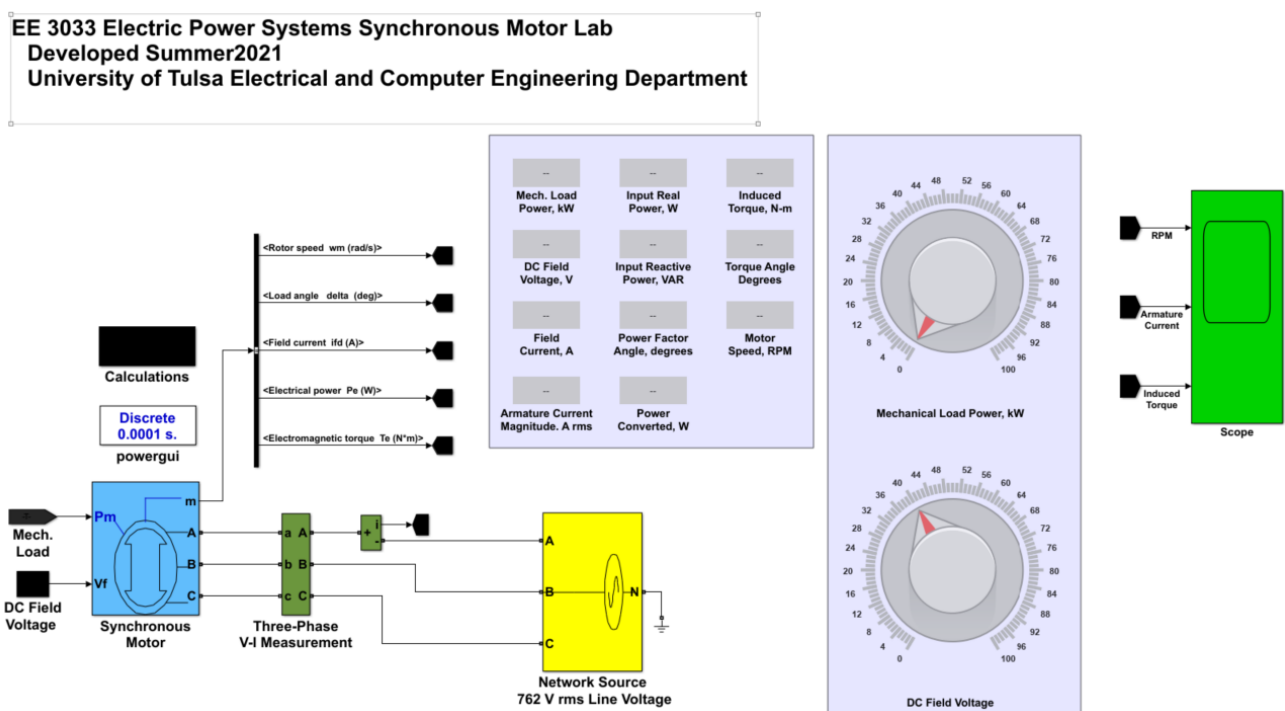 EE 3033 Electric Power Systems Synchronous Motor Lab
Developed Summer2021
University of Tulsa Electrical and Computer Engineering Department
<Rotor speed wm (rad/s)>
<Load angle delta (deg)>
<Field current ifd (A)>
<Electrical power Pe (W)>
<Electromagnetic torque Te (N*m)>
Calculations
Discrete
0.0001 s.
powergui
Pm
Vf
m
A
B
C
Mech.
Load
DC Field
Voltage
Synchronous
Motor
a A
b B
c C
Three-Phase
V-I Measurement
+ i
-
A
B
C
N
Network Source
762 V rms Line Voltage
--
Mech. Load
Power, kW
--
Input Real
Power, W
--
Induced
Torque, N-m
--
DC Field
Voltage, V
--
Input Reactive
Power, VAR
--
Torque Angle
Degrees
--
Field
Current, A
--
Power Factor
Angle, degrees
--
Motor
Speed, RPM
--
Armature Current
Magnitude. A rms
--
Power
Converted, W
0
4
8
12
16
20
24
28
32
36
40
44
48
52
56
60
64
68
72
76
80
84
88
92
96
100
Mechanical Load Power, kW
0
4
8
12
16
20
24
28
32
36
40
44
48
52
56
60
64
68
72
76
80
84
88
92
96
100
DC Field Voltage
RPM
Armature
Current
Induced
Torque
Scope